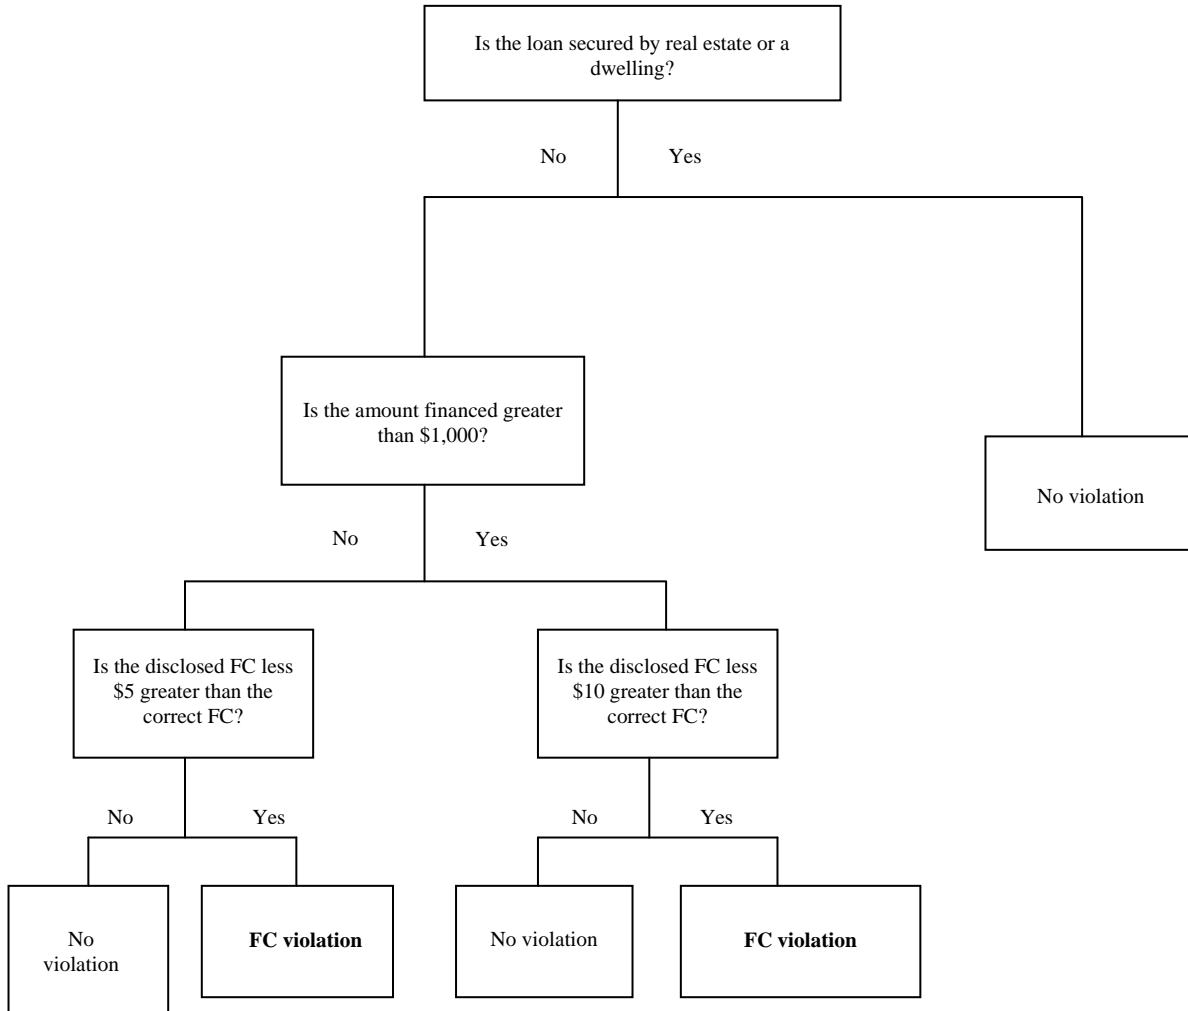 Is the loan secured by real estate or a
dwelling?
No
Yes
Is the amount financed greater
than $1,000?
No violation
No
Yes
Is the disclosed FC less
$5 greater than the
correct FC?
Is the disclosed FC less
$10 greater than the
correct FC?
No
Yes
No
Yes
No
violation
FC violation
No violation
FC violation